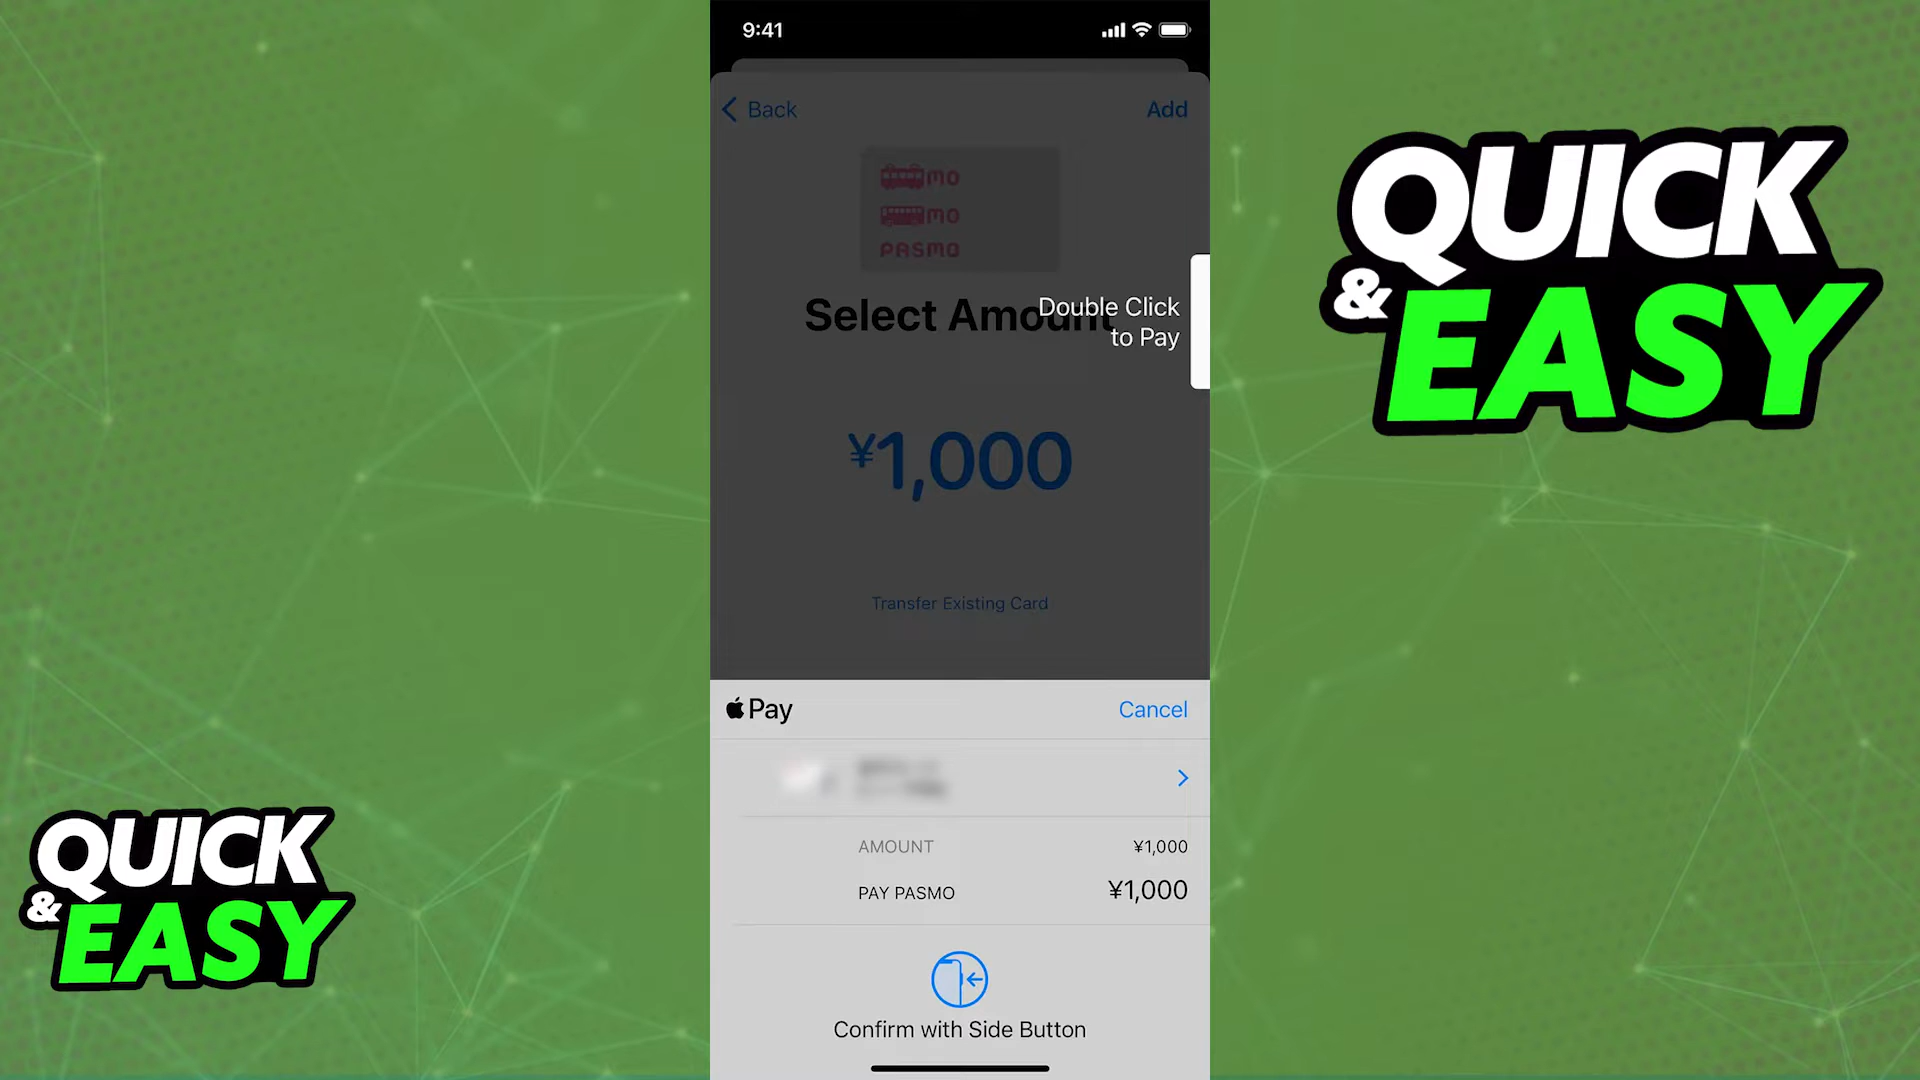 9:41
Back
Add
MO
MO
PASMO
Select Amount
Double Click
to Pay
¥1,000
Transfer Existing Card
Pay
Cancel
AMOUNT ¥1,000
PAY PASMO ¥1,000
Confirm with Side Button
QUICK
& EASY
QUICK
& EASY